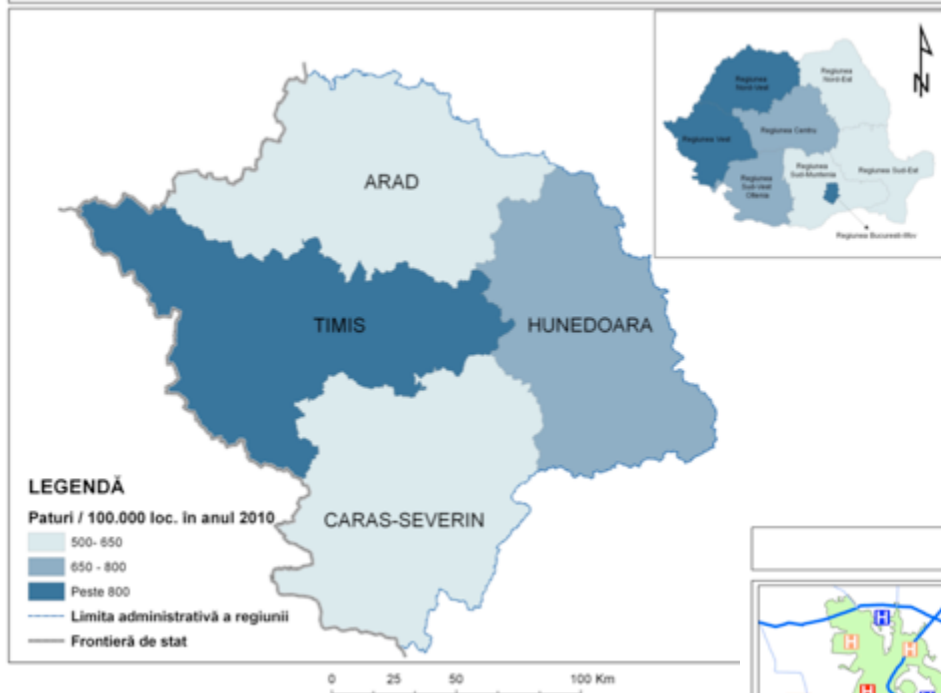 Regiunea
Nord-Vest
Regiunea
Nord-Est
N
Regiunea Vest
Regiunea Centru
Regiunea
Sud-Vest
Oltenia
Regiunea
Sud-Muntenia
Regiunea Sud-Est
Regiunea Bucuresti-Ilfov
ARAD
TIMIS
HUNEDOARA
CARAS-SEVERIN
LEGENDĂ
Paturi / 100.000 loc. în anul 2010
500- 650
650 - 800
Peste 800
Limita administrativă a regiunii
Frontieră de stat
0 25 50 100 Km
H
H
H
H